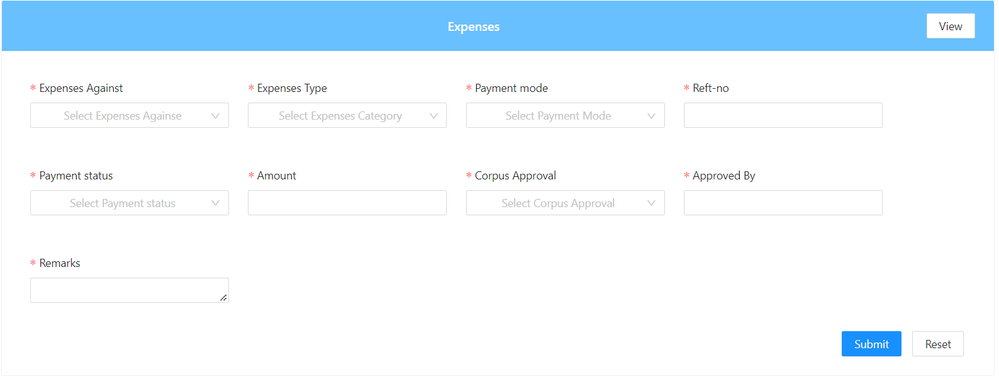 Expenses
View
* Expenses Against
* Expenses Type
* Payment mode
* Reft-no
Select Expenses Againse
Select Expenses Category
Select Payment Mode
* Payment status
* Amount
* Corpus Approval
* Approved By
Select Payment status
Select Corpus Approval
* Remarks
Submit
Reset